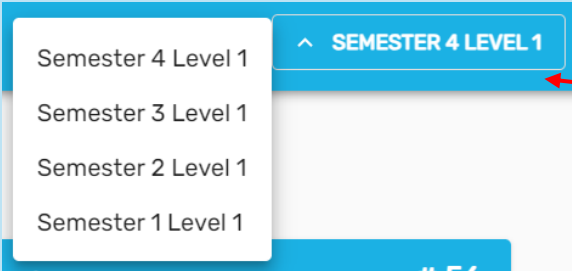 Semester 4 Level 1
SEMESTER 4 LEVEL 1
Semester 3 Level 1
Semester 2 Level 1
Semester 1 Level 1